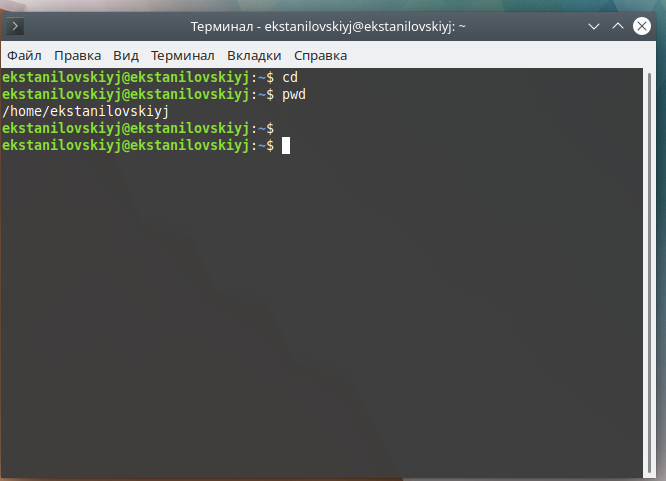 Терминал - ekstanilovskiyj@ekstanilovskiyj: ~
Файл Правка Вид Терминал Вкладки Справка
ekstanilovskiyj@ekstanilovskiyj:~$ cd
ekstanilovskiyj@ekstanilovskiyj:~$ pwd
/home/ekstanilovskiyj
ekstanilovskiyj@ekstanilovskiyj:~$
ekstanilovskiyj@ekstanilovskiyj:~$